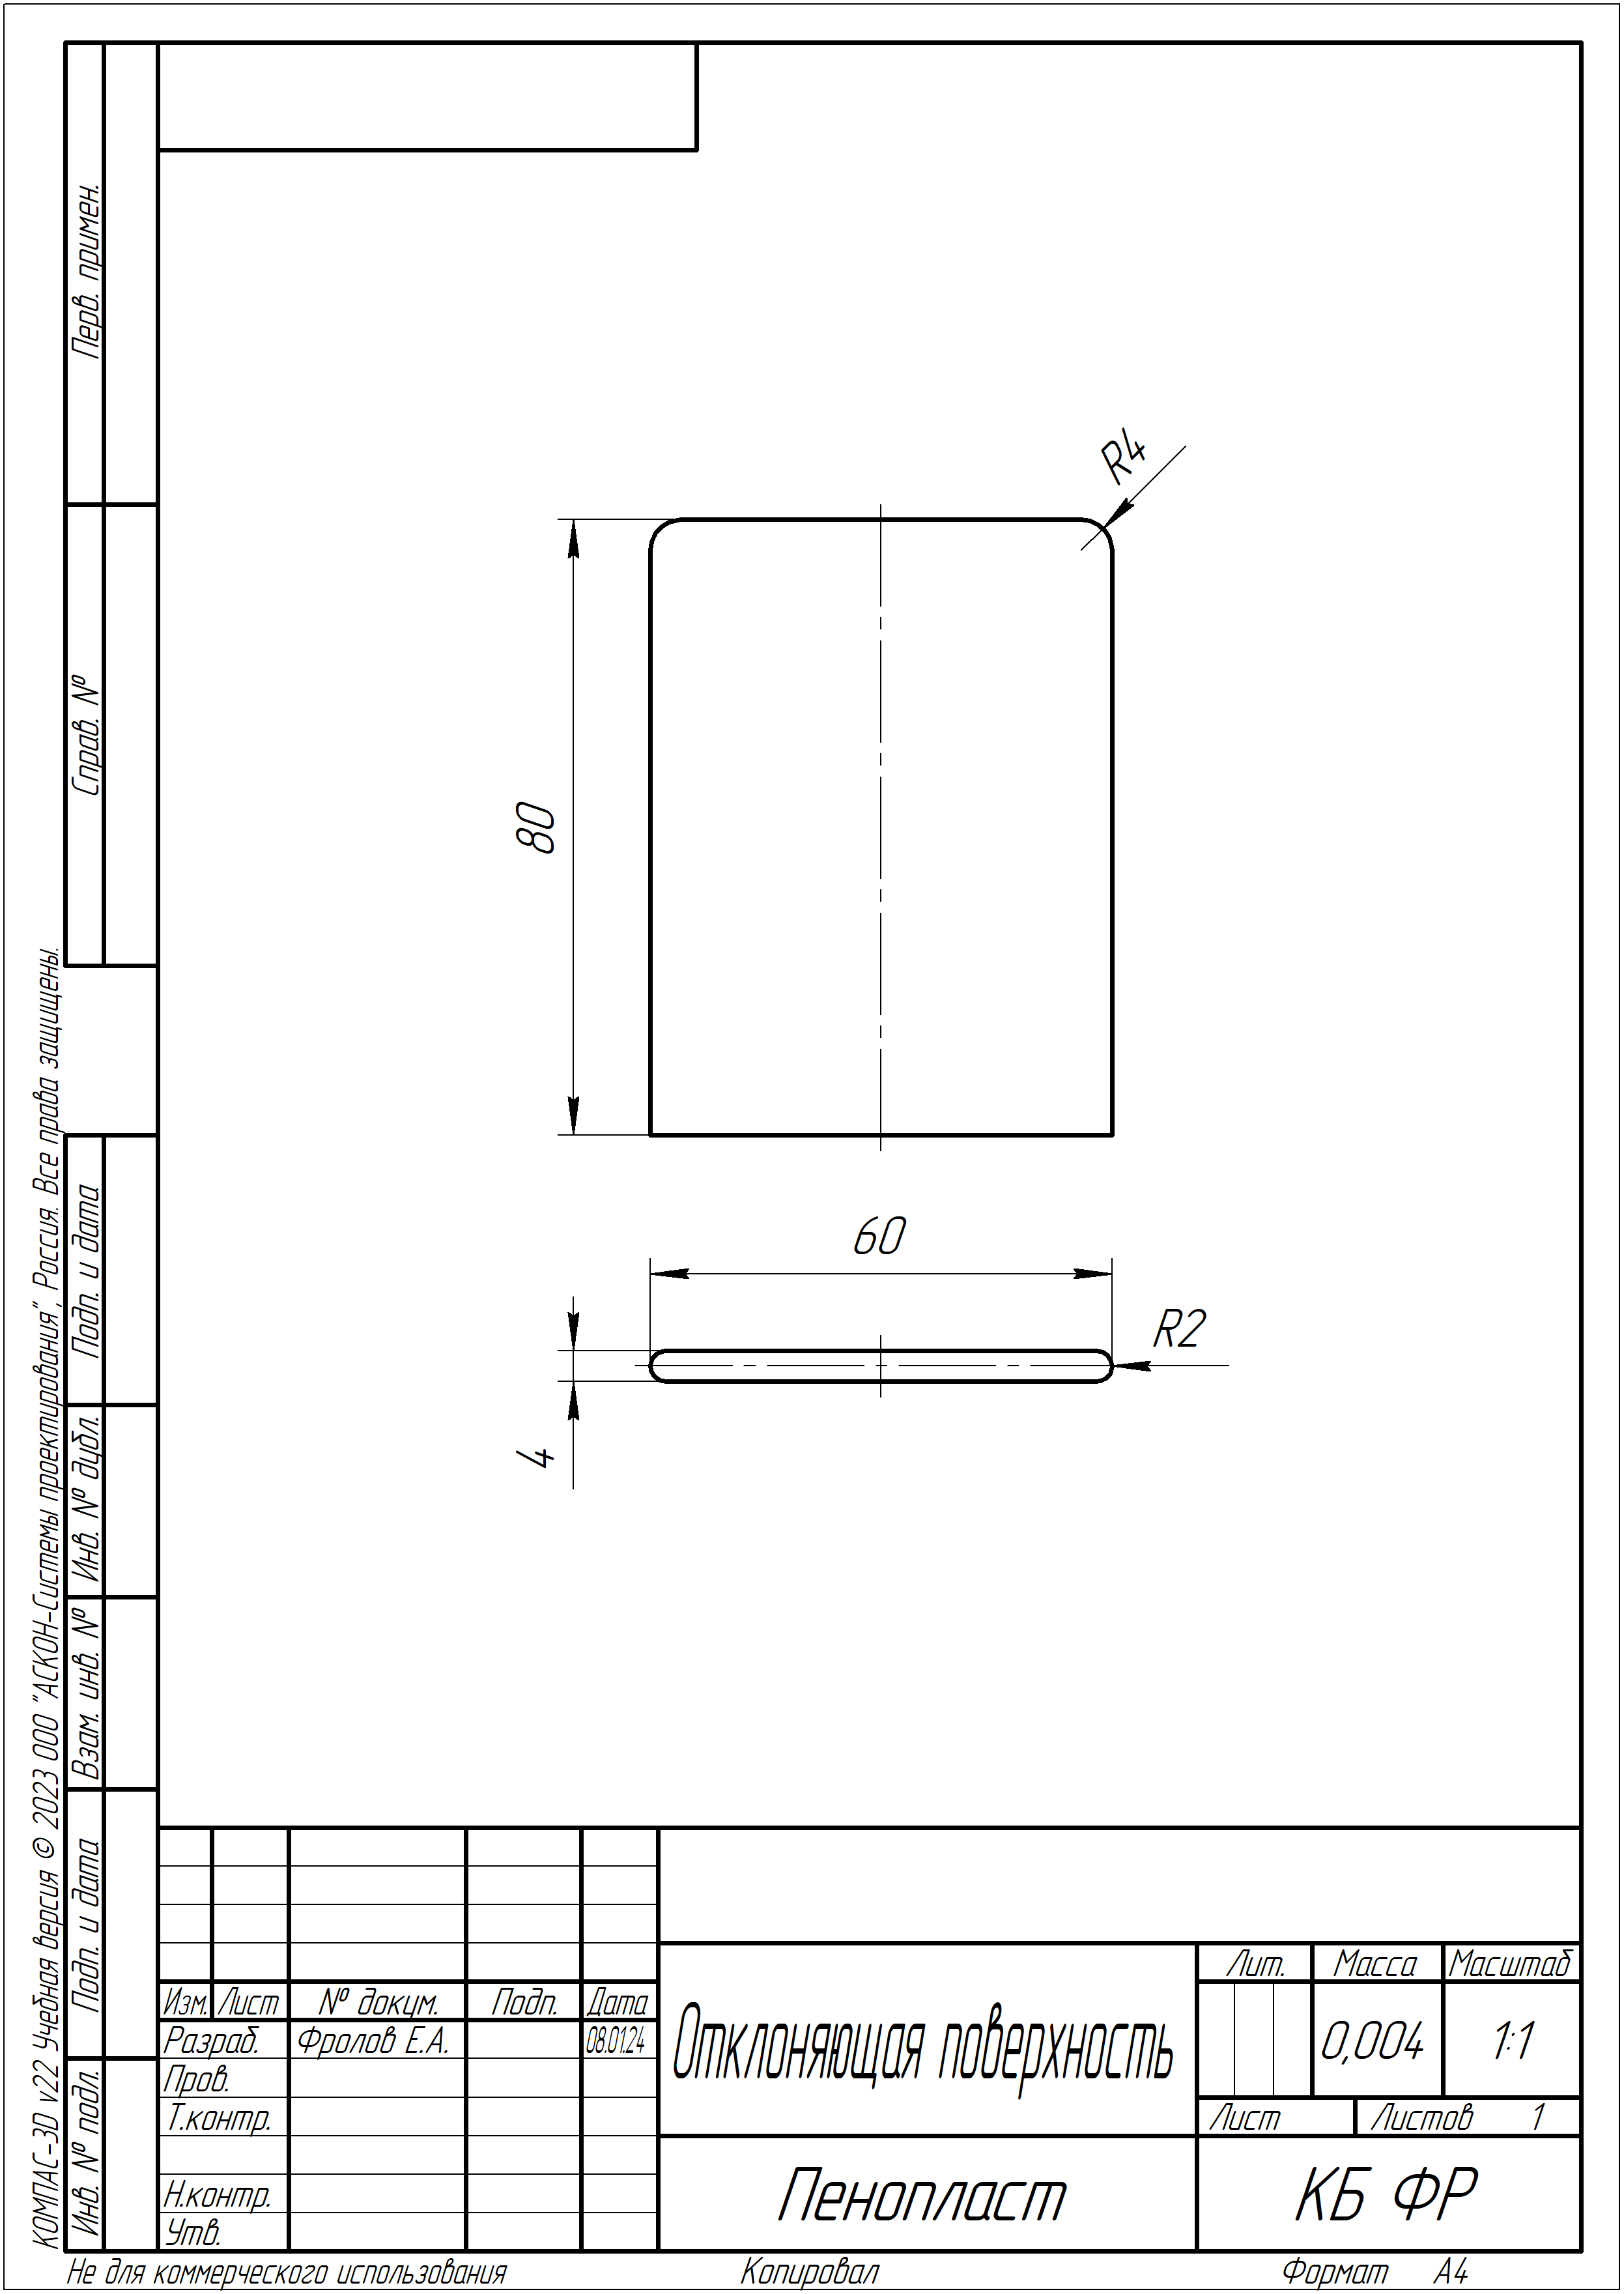 Перв. примен.
Справ. №
Подп. и дата
Инв. № дубл.
Взам. инв. №
Подп. и дата
Инв. № подл.
КОМПАС-3D v22 Учебная версия © 2023 ООО "АСКОН-Системы проектирования", Россия. Все права защищены.
R4
80
60
R2
4
Изм. Лист № докум. Подп. Дата
Разраб. Фролов Е.А. 08.01.24
Пров.
Т.контр.
Н.контр.
Утв.
Отклоняющая поверхность
Лит. Масса Масштаб
0,004 1:1
Лист Листов 1
Пенопласт
КБ ФР
Не для коммерческого использования Копировал Формат А4